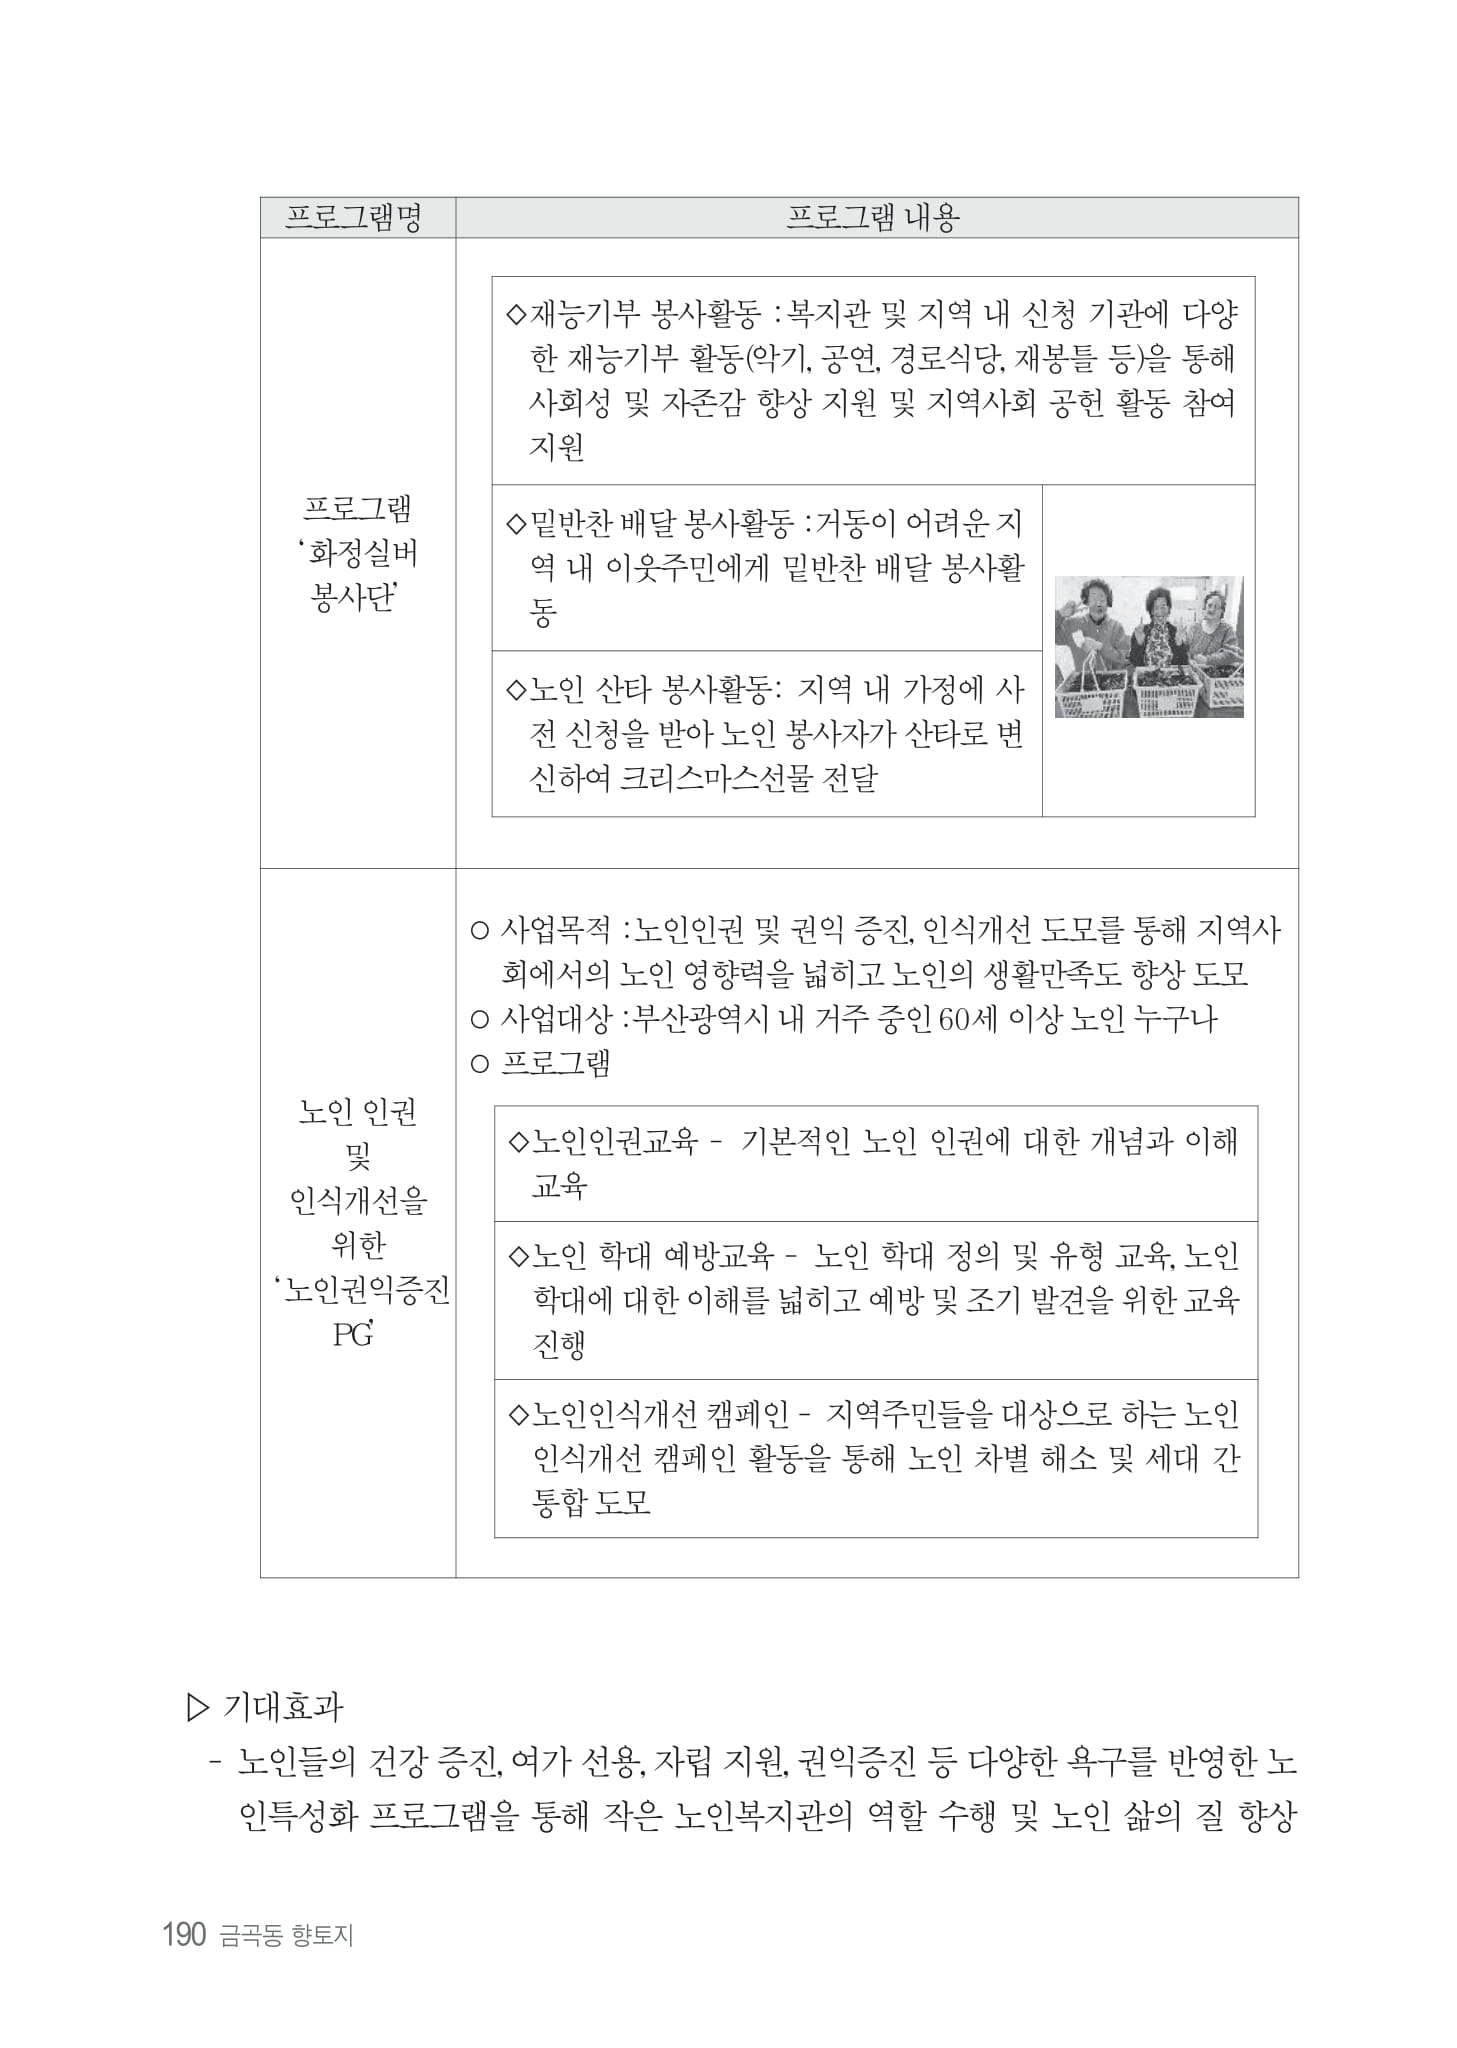 프로그램명 프로그램 내용
◇재능기부 봉사활동 :복지관 및 지역 내 신청 기관에 다양
한 재능기부 활동(악기, 공연, 경로식당, 재봉틀 등)을 통해
사회성 및 자존감 향상 지원 및 지역사회 공헌 활동 참여
지원
프로그램
‘화정실버
봉사단’
◇밑반찬 배달 봉사활동 :거동이 어려운 지
역 내 이웃주민에게 밑반찬 배달 봉사활
동
◇노인 산타 봉사활동: 지역 내 가정에 사
전 신청을 받아 노인 봉사자가 산타로 변
신하여 크리스마스선물 전달
노인 인권
및
인식개선을
위한
‘노인권익증진
PG’
○ 사업목적 :노인인권 및 권익 증진, 인식개선 도모를 통해 지역사
회에서의 노인 영향력을 넓히고 노인의 생활만족도 향상 도모
○ 사업대상 :부산광역시 내 거주 중인 60세 이상 노인 누구나
○ 프로그램
◇노인인권교육 - 기본적인 노인 인권에 대한 개념과 이해
교육
◇노인 학대 예방교육 - 노인 학대 정의 및 유형 교육, 노인
학대에 대한 이해를 넓히고 예방 및 조기 발견을 위한 교육
진행
◇노인인식개선 캠페인 - 지역주민들을 대상으로 하는 노인
인식개선 캠페인 활동을 통해 노인 차별 해소 및 세대 간
통합 도모
▷ 기대효과
- 노인들의 건강 증진, 여가 선용, 자립 지원, 권익증진 등 다양한 욕구를 반영한 노
인특성화 프로그램을 통해 작은 노인복지관의 역할 수행 및 노인 삶의 질 향상
190 금곡동 향토지